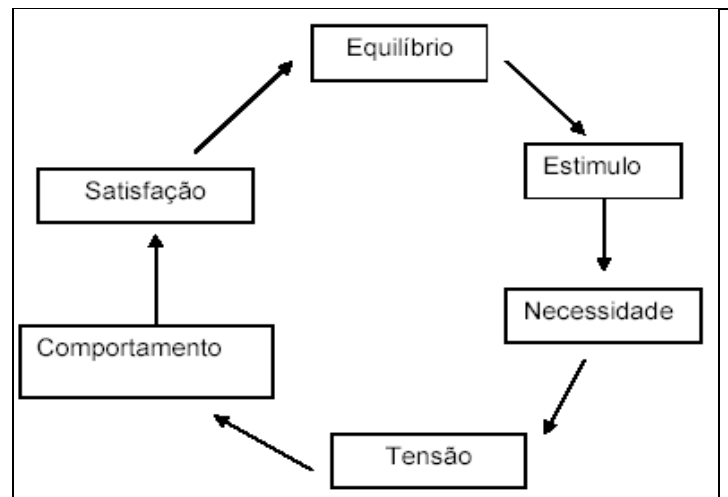 Equilíbrio
Estimulo
Satisfação
Necessidade
Comportamento
Tensão